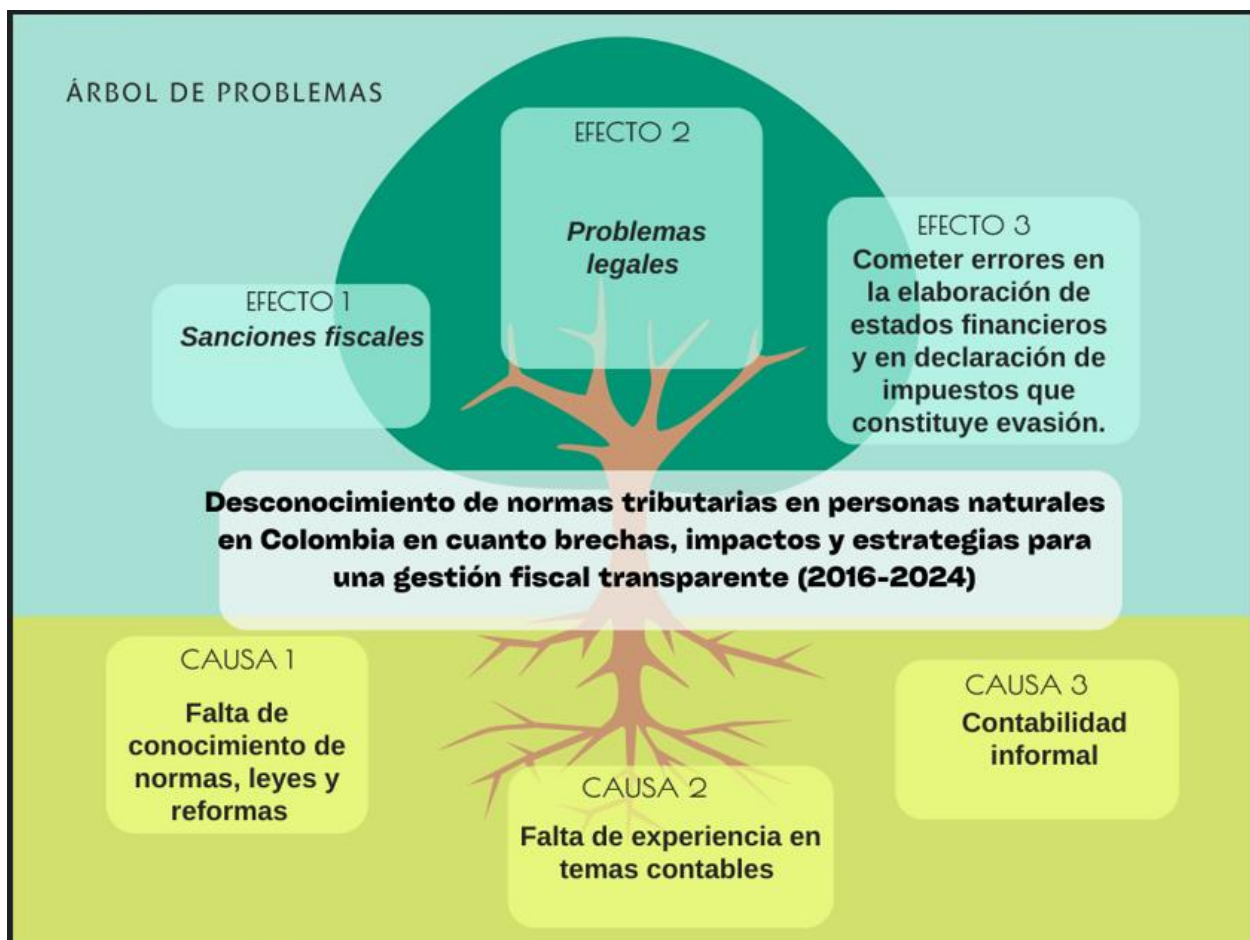 ÁRBOL DE PROBLEMAS
EFECTO 2
Problemas
legales
EFECTO 3
Cometer errores en
la elaboración de
estados financieros
y en declaración de
impuestos que
constituye evasión.
EFECTO 1
Sanciones fiscales
Desconocimiento de normas tributarias en personas naturales
en Colombia en cuanto brechas, impactos y estrategias para
una gestión fiscal transparente (2016-2024)
CAUSA 1
Falta de
conocimiento de
normas, leyes y
reformas
CAUSA 2
Falta de experiencia en
temas contables
CAUSA 3
Contabilidad
informal